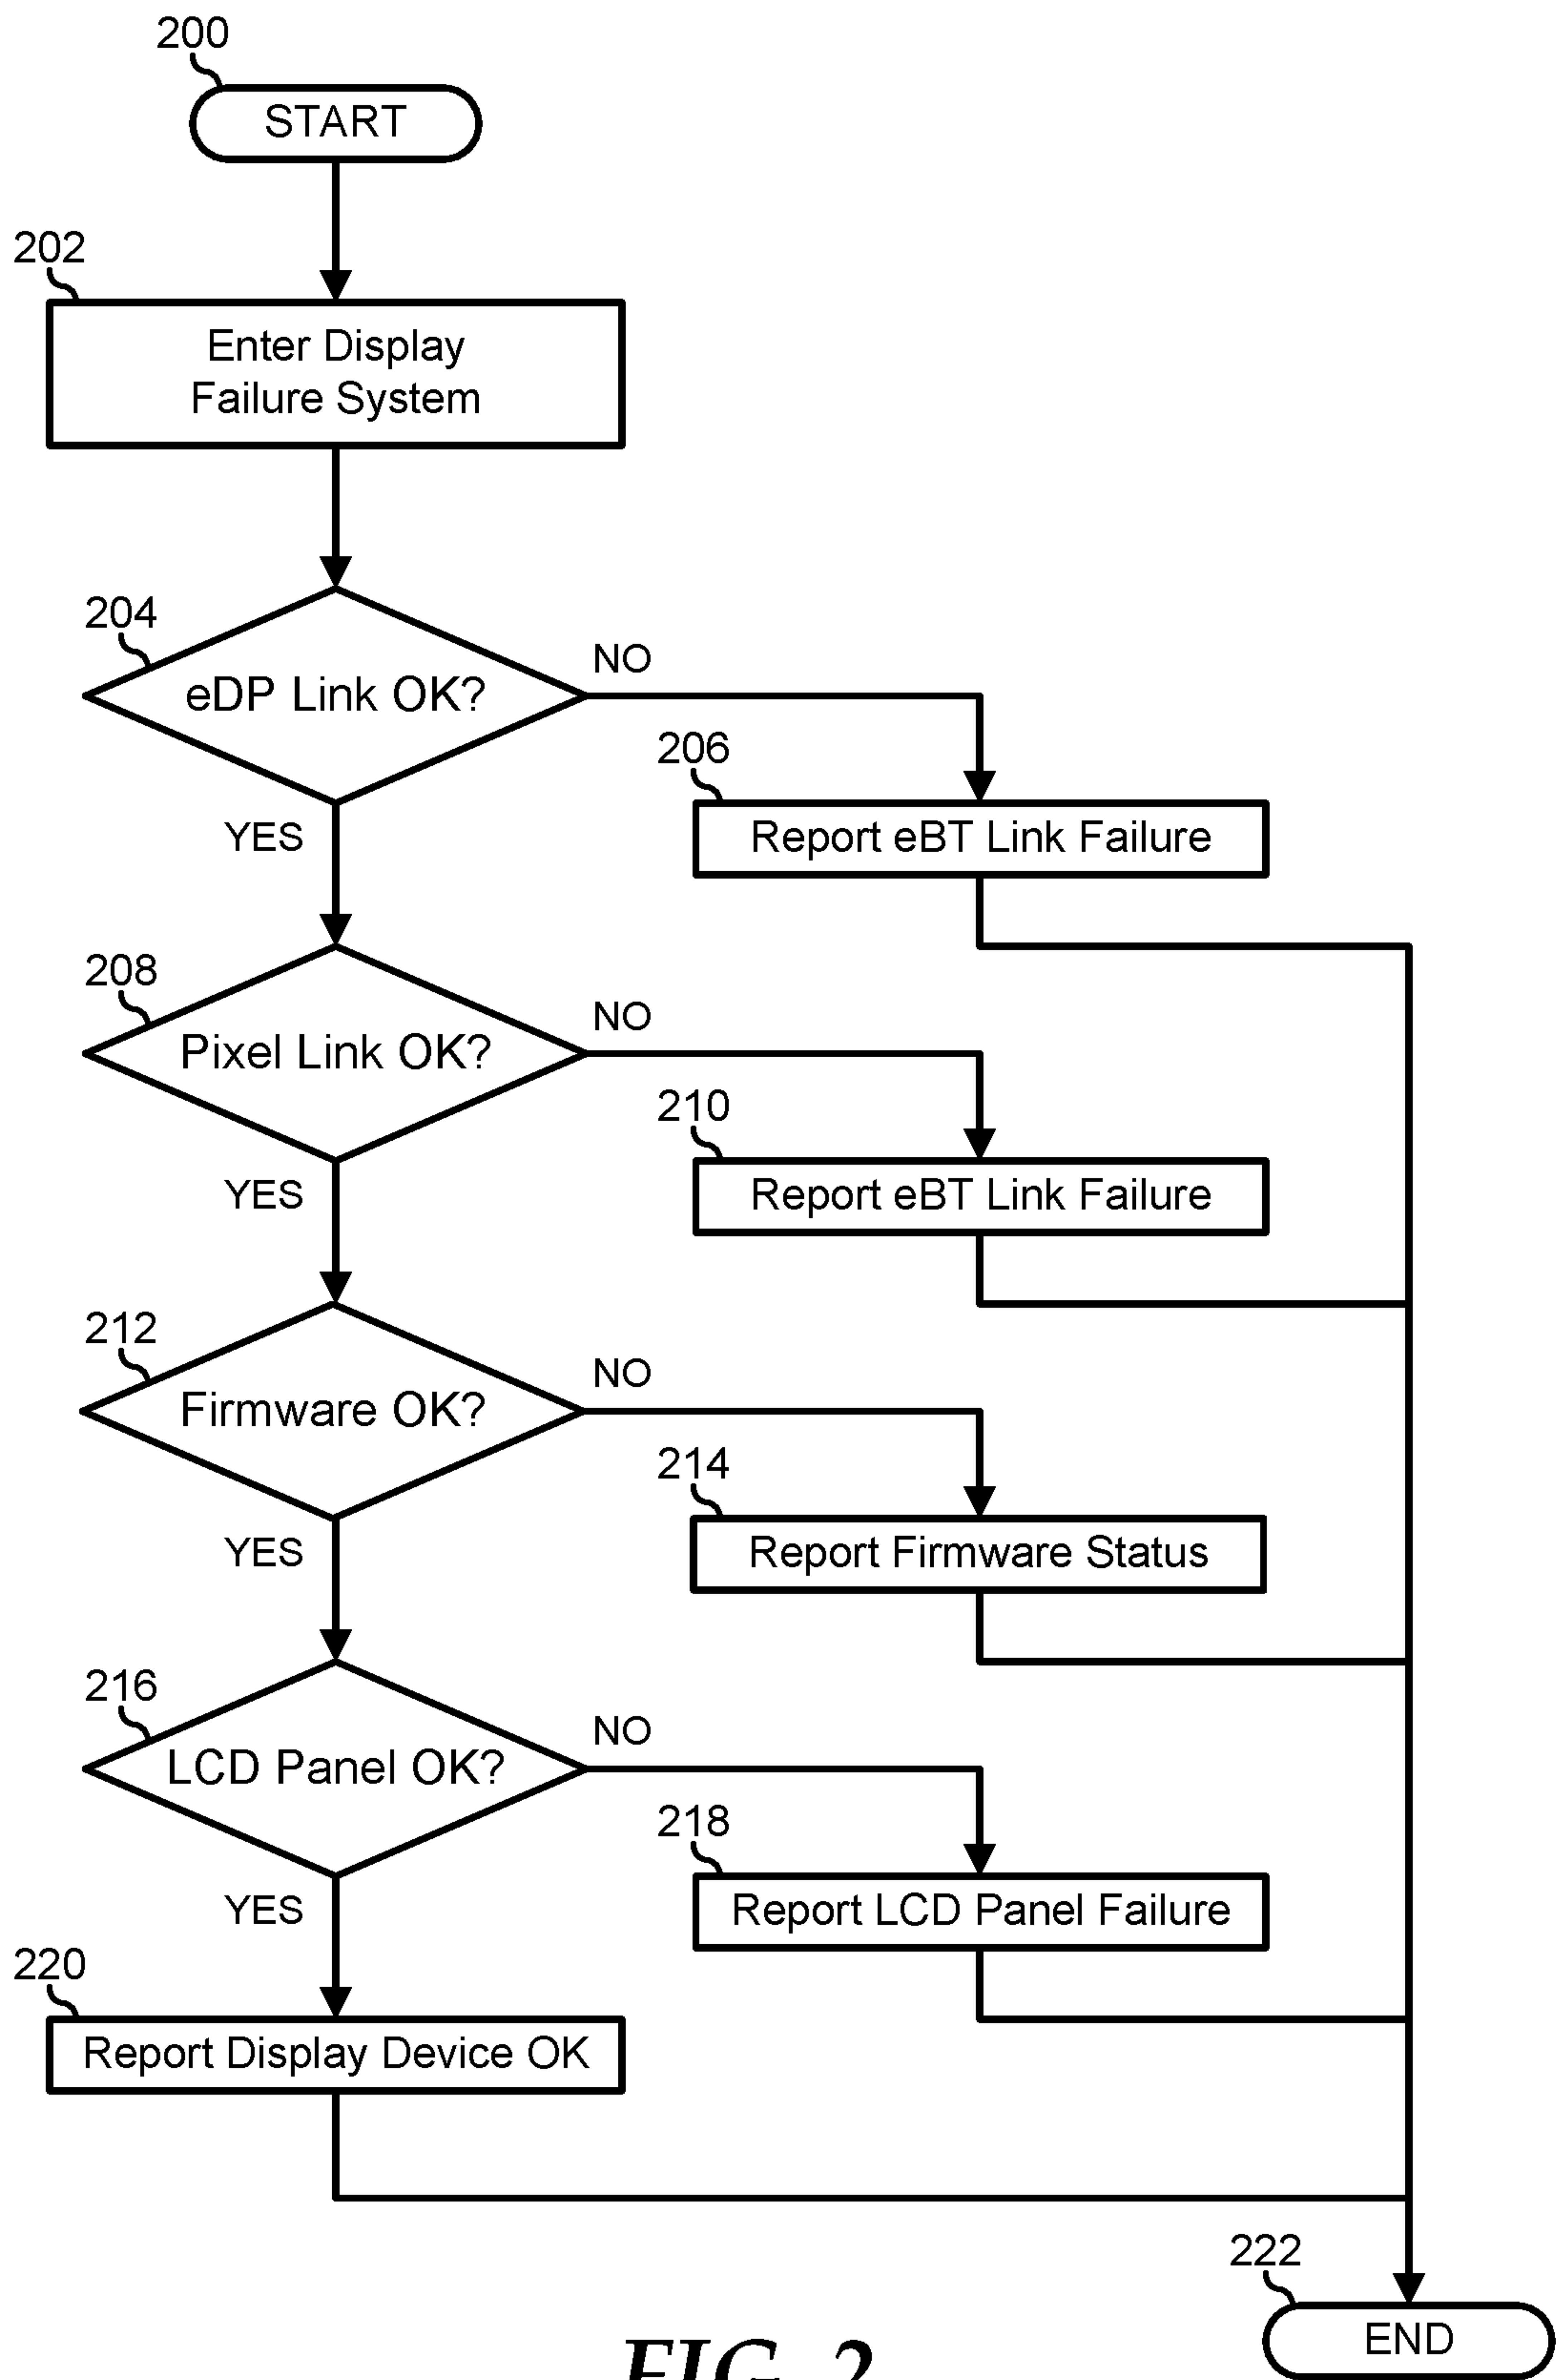 200
START
202
Enter Display
Failure System
204
eDP Link OK?
NO
206
Report eBT Link Failure
YES
208
Pixel Link OK?
NO
210
Report eBT Link Failure
YES
212
Firmware OK?
NO
214
Report Firmware Status
YES
216
LCD Panel OK?
NO
218
Report LCD Panel Failure
YES
220
Report Display Device OK
222
END
FIG. 2